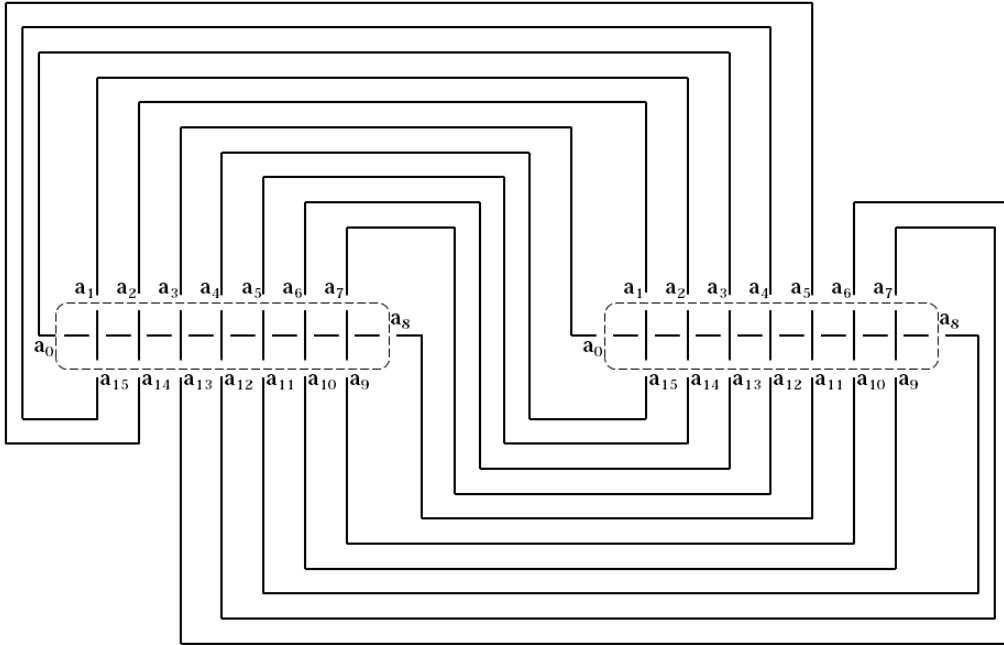 a₁ a₂ a₃ a₄ a₅ a₆ a₇ a₁ a₂ a₃ a₄ a₅ a₆ a₇
a₈ a₈
a₀ a₀
a₁₅ a₁₄ a₁₃ a₁₂ a₁₁ a₁₀ a₉ a₁₅ a₁₄ a₁₃ a₁₂ a₁₁ a₁₀ a₉